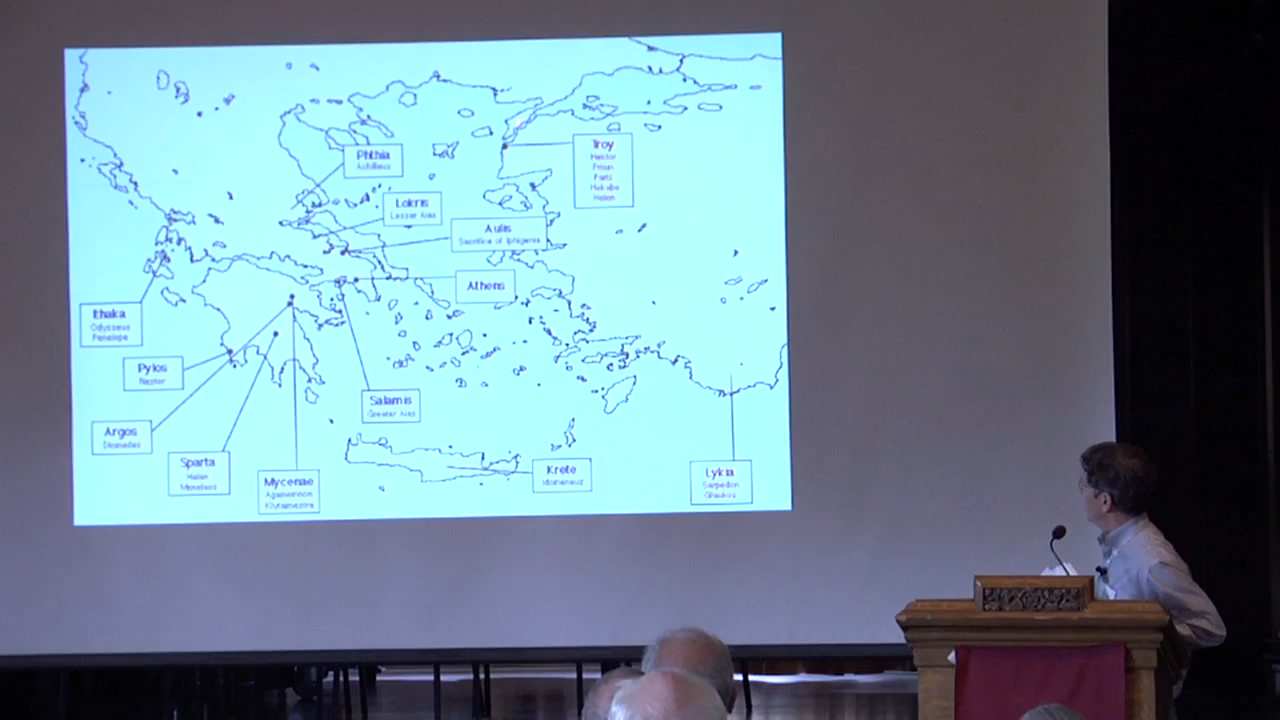 Phthia
Achilleus
Troy
Hektor
Priam
Paris
Hekabe
Helen
Lokris
Lesser Aias
Aulis
Sacrifice of Iphigenia
Athens
Ithaka
Odysseus
Penelope
Pylos
Nestor
Argos
Diomedes
Sparta
Helen
Menelaos
Mycenae
Agamemnon
Klytaimestra
Salamis
Greater Aias
Krete
Idomeneus
Lykia
Sarpedon
Glaukos